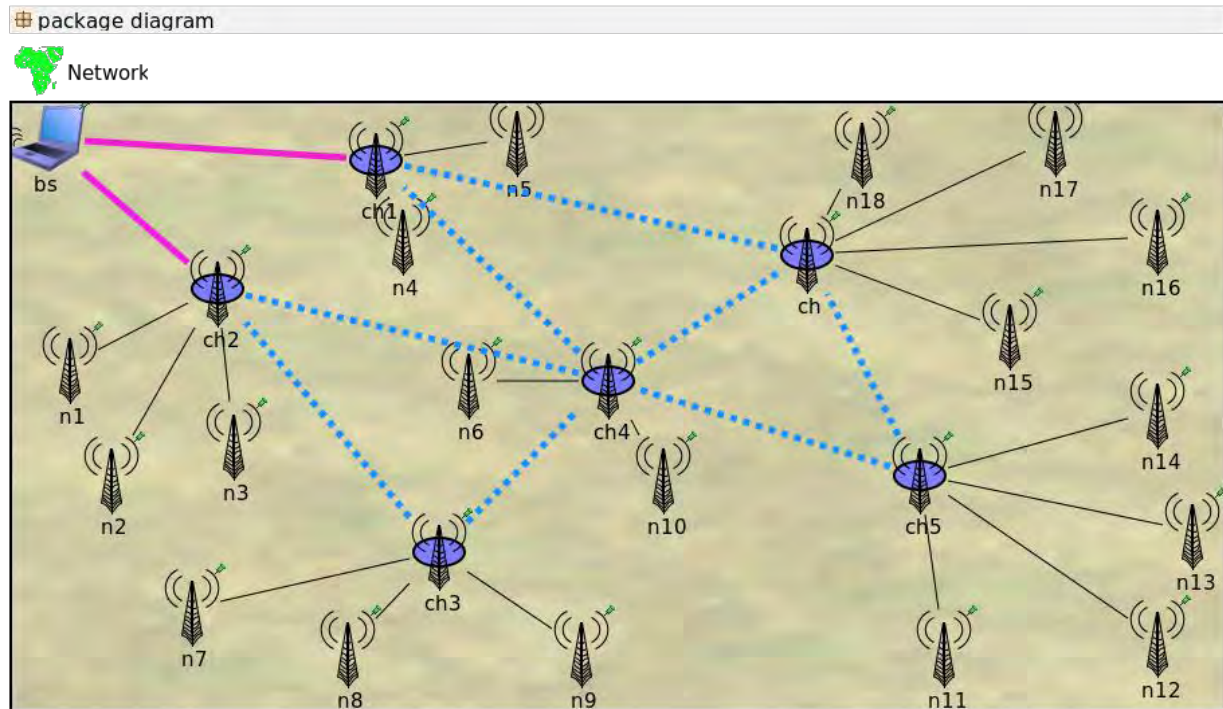 package diagram
Network
bs
ch1
n5
n18
n17
n4
ch
n16
ch2
n15
n1
n6
ch4
n14
n2
n3
n10
ch5
n13
ch3
n7
n8
n9
n11
n12